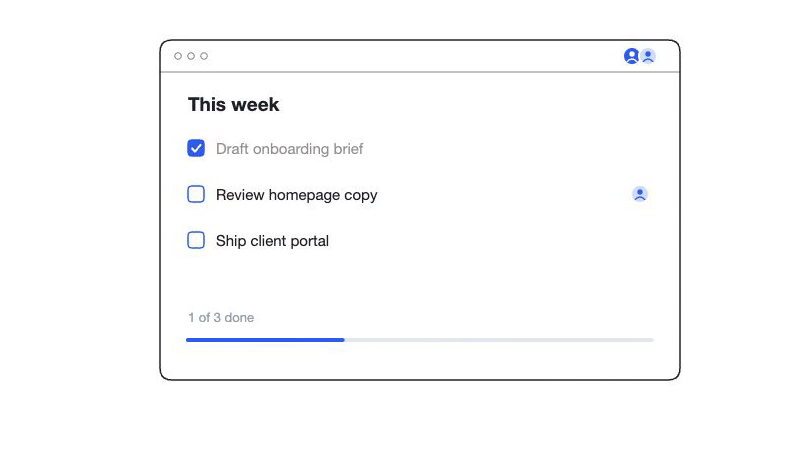 This week
Draft onboarding brief
Review homepage copy
Ship client portal
1 of 3 done